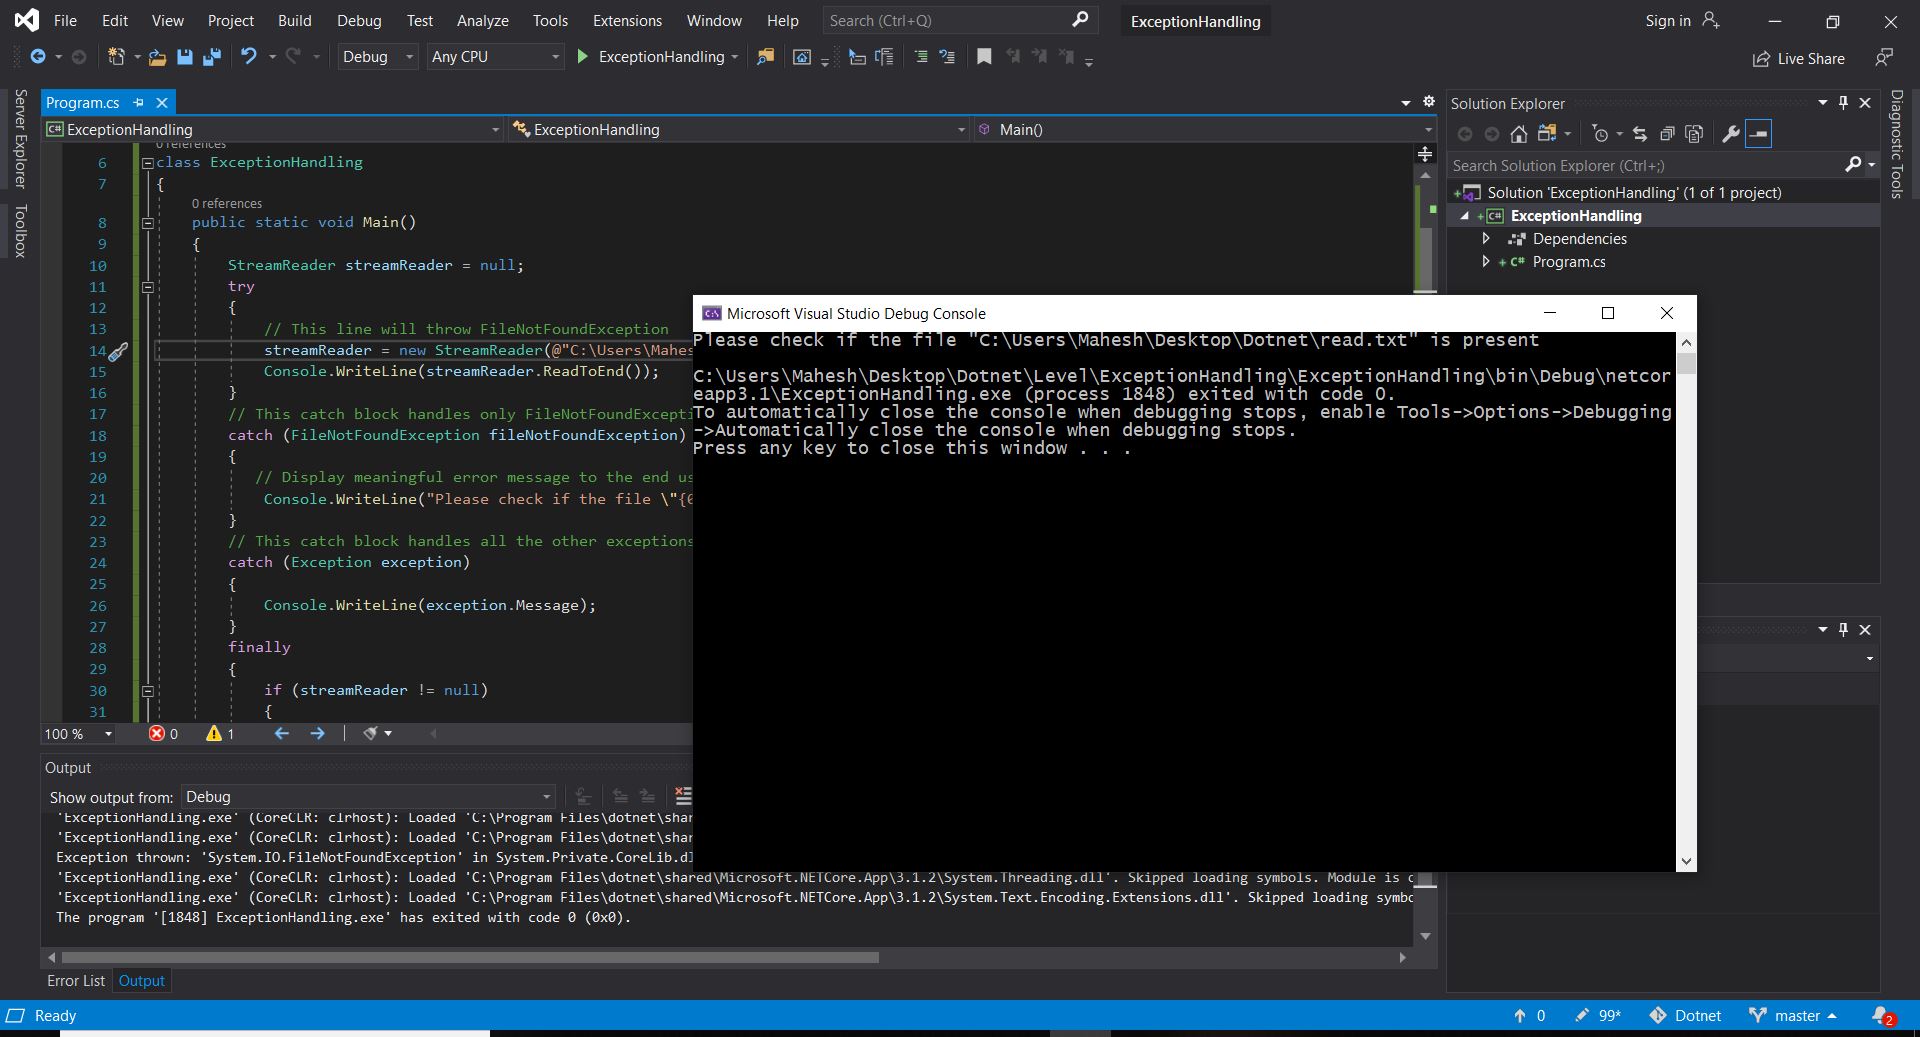 File Edit View Project Build Debug Test Analyze Tools Extensions Window Help Search (Ctrl+Q) ExceptionHandling Sign in
Debug Any CPU ExceptionHandling Live Share
Server Explorer
Toolbox
Program.cs
ExceptionHandling ExceptionHandling Main()
0 references
6 class ExceptionHandling
7 {
0 references
8 public static void Main()
9 {
10 StreamReader streamReader = null;
11 try
12 {
13 // This line will throw FileNotFoundException
14 streamReader = new StreamReader(@"C:\Users\Mahes
15 Console.WriteLine(streamReader.ReadToEnd());
16 }
17 // This catch block handles only FileNotFoundExcepti
18 catch (FileNotFoundException fileNotFoundException)
19 {
20 // Display meaningful error message to the end us
21 Console.WriteLine("Please check if the file \"{0
22 }
23 // This catch block handles all the other exceptions
24 catch (Exception exception)
25 {
26 Console.WriteLine(exception.Message);
27 }
28 finally
29 {
30 if (streamReader != null)
31 {
100 % 0 1
Microsoft Visual Studio Debug Console
Please check if the file "C:\Users\Mahesh\Desktop\Dotnet\read.txt" is present
C:\Users\Mahesh\Desktop\Dotnet\Level\ExceptionHandling\ExceptionHandling\bin\Debug\netcor
eapp3.1\ExceptionHandling.exe (process 1848) exited with code 0.
To automatically close the console when debugging stops, enable Tools->Options->Debugging
->Automatically close the console when debugging stops.
Press any key to close this window . . .
Solution Explorer
Search Solution Explorer (Ctrl+;)
Solution 'ExceptionHandling' (1 of 1 project)
ExceptionHandling
Dependencies
Program.cs
Diagnostic Tools
Output
Show output from: Debug
'ExceptionHandling.exe' (CoreCLR: clrhost): Loaded 'C:\Program Files\dotnet\shar
'ExceptionHandling.exe' (CoreCLR: clrhost): Loaded 'C:\Program Files\dotnet\shar
Exception thrown: 'System.IO.FileNotFoundException' in System.Private.CoreLib.dl
'ExceptionHandling.exe' (CoreCLR: clrhost): Loaded 'C:\Program Files\dotnet\shared\Microsoft.NETCore.App\3.1.2\System.Threading.dll'. Skipped loading symbols. Module is o
'ExceptionHandling.exe' (CoreCLR: clrhost): Loaded 'C:\Program Files\dotnet\shared\Microsoft.NETCore.App\3.1.2\System.Text.Encoding.Extensions.dll'. Skipped loading symbo
The program '[1848] ExceptionHandling.exe' has exited with code 0 (0x0).
Error List Output
Ready 0 99* Dotnet master 2